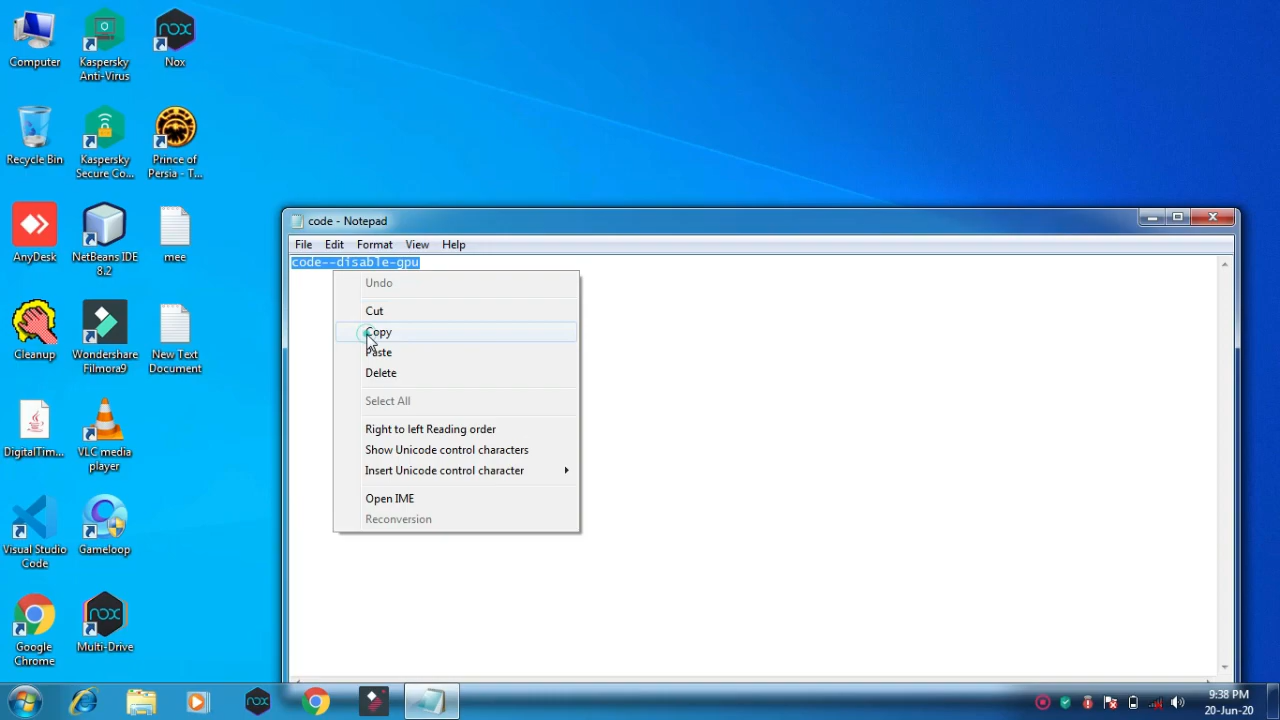 Computer
Kaspersky
Anti-Virus
nox
Nox
Recycle Bin
Kaspersky
Secure Co...
Prince of
Persia - T...
AnyDesk
NetBeans IDE
8.2
mee
Cleanup
Wondershare
Filmora9
New Text
Document
DigitalTim...
VLC media
player
Visual Studio
Code
Gameloop
Google
Chrome
nox
Multi-Drive
code - Notepad
File Edit Format View Help
code--disable-gpu
Undo
Cut
Copy
Paste
Delete
Select All
Right to left Reading order
Show Unicode control characters
Insert Unicode control character
Open IME
Reconversion
nox
9:38 PM
20-Jun-20